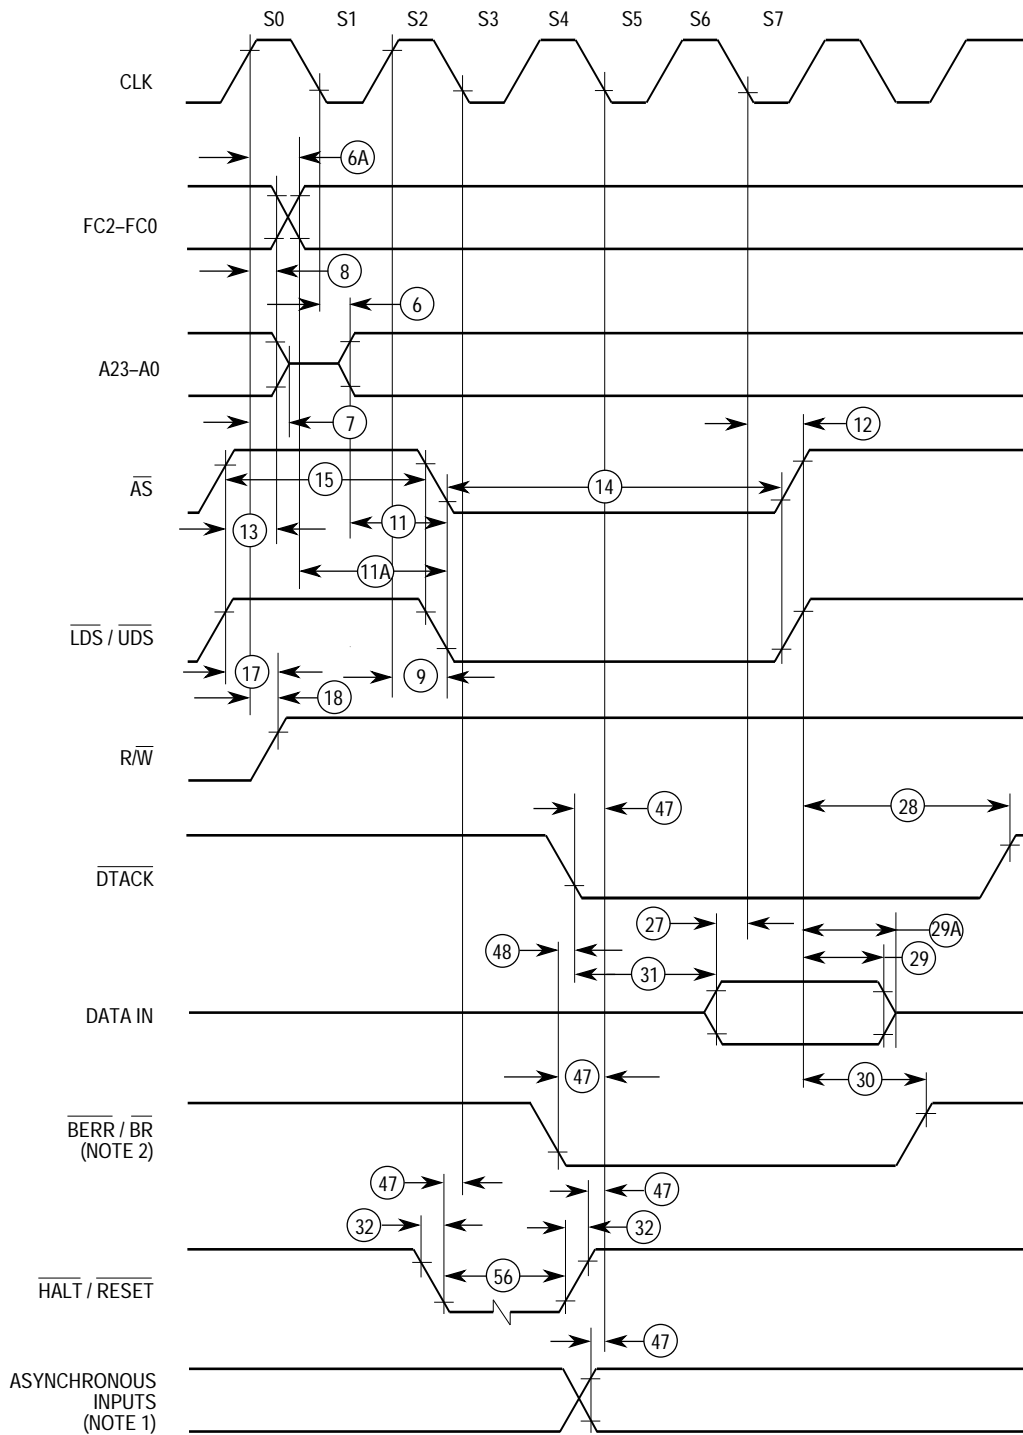 S0 S1 S2 S3 S4 S5 S6 S7
CLK
6A
FC2–FC0
8
6
A23–A0
7
12
AS
15
14
13
11
11A
LDS / UDS
17
9
18
R/W
47
28
DTACK
27
29A
48
29
31
DATA IN
47
30
BERR / BR
(NOTE 2)
47
47
32
32
56
HALT / RESET
47
ASYNCHRONOUS
INPUTS
(NOTE 1)